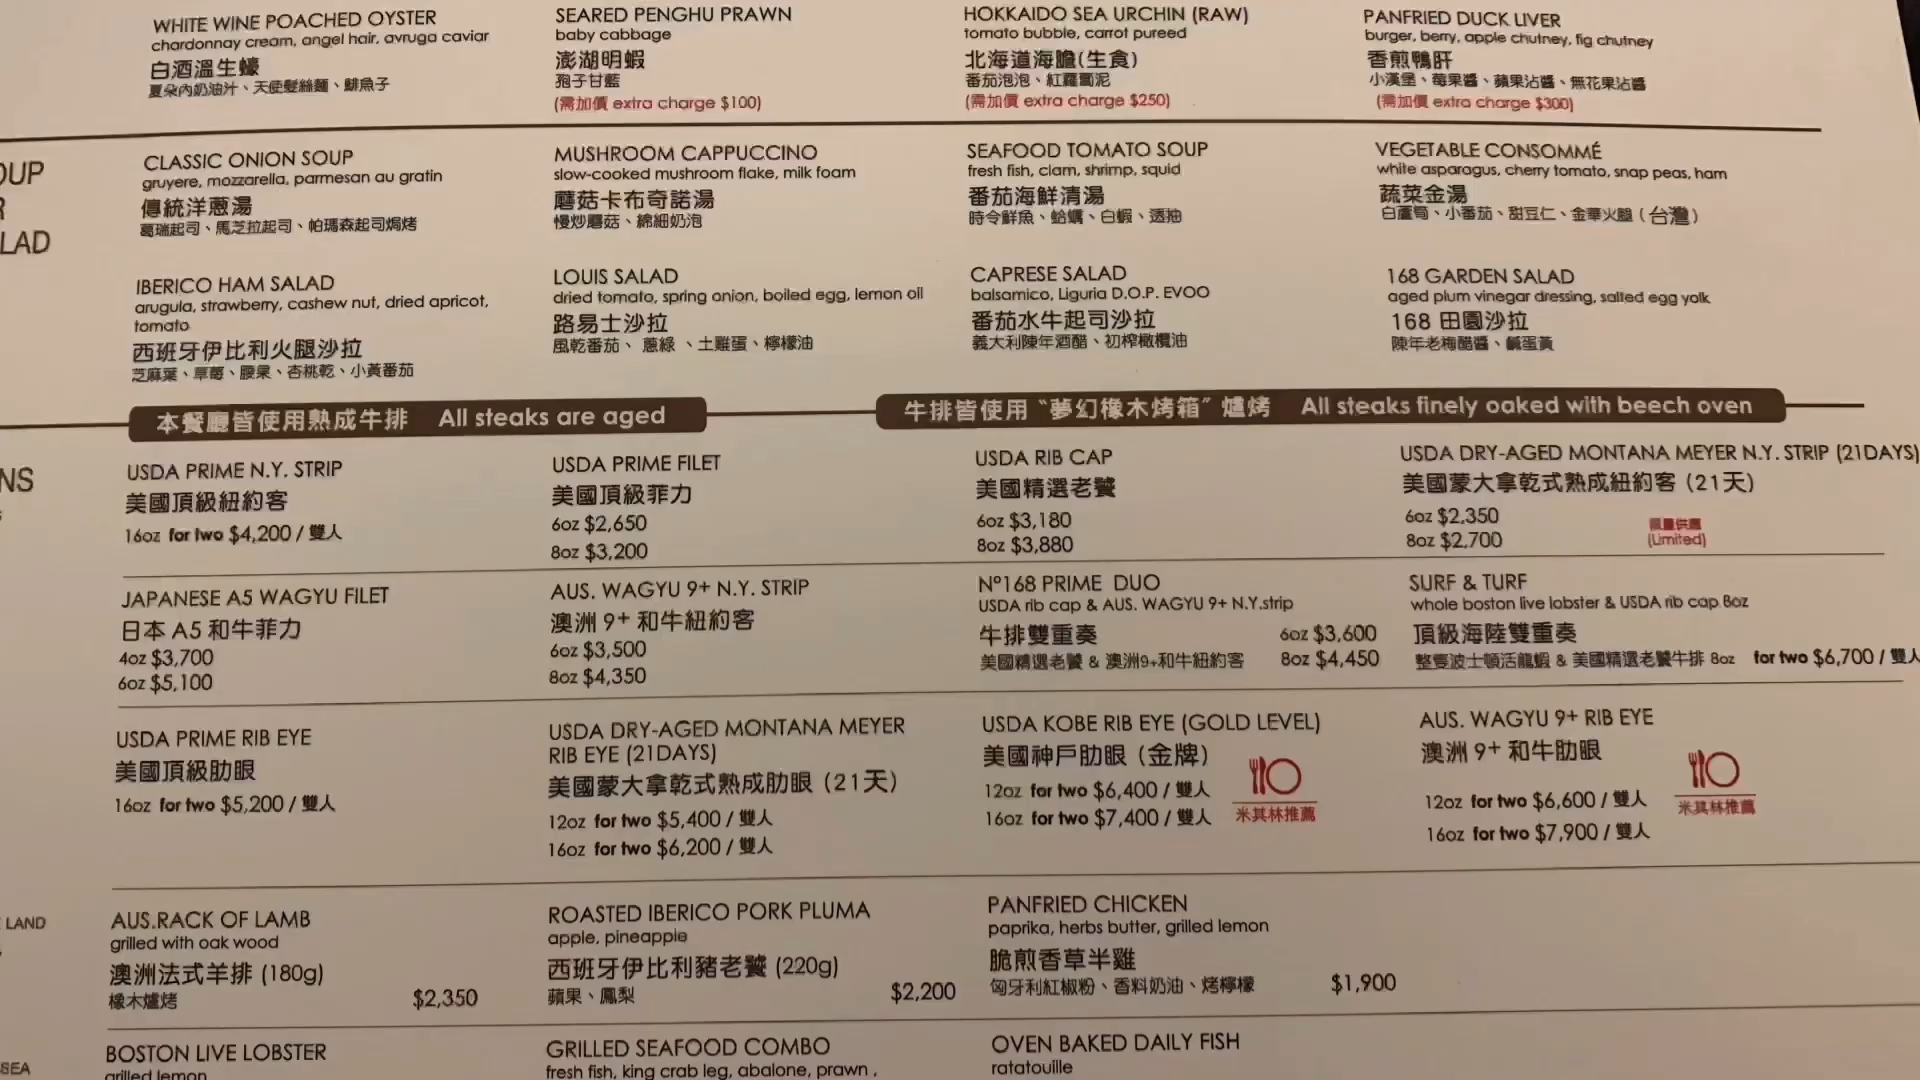 WHITE WINE POACHED OYSTER
chardonnay cream, angel hair, avruga caviar
白酒溫生蠔
夏朵內奶油汁、天使髮絲麵、鯡魚子
SEARED PENGHU PRAWN
baby cabbage
澎湖明蝦
孢子甘藍
(需加價 extra charge $100)
HOKKAIDO SEA URCHIN (RAW)
tomato bubble, carrot pureed
北海道海膽(生食)
番茄泡泡、紅蘿蔔泥
(需加價 extra charge $250)
PANFRIED DUCK LIVER
burger, berry, apple chutney, fig chutney
香煎鴨肝
小漢堡、莓果醬、蘋果沾醬、無花果沾醬
(需加價 extra charge $300)
OUP
R
LAD
CLASSIC ONION SOUP
gruyere, mozzarella, parmesan au gratin
傳統洋蔥湯
葛瑞起司、馬芝拉起司、帕瑪森起司焗烤
MUSHROOM CAPPUCCINO
slow-cooked mushroom flake, milk foam
蘑菇卡布奇諾湯
慢炒蘑菇、綿細奶泡
SEAFOOD TOMATO SOUP
fresh fish, clam, shrimp, squid
番茄海鮮清湯
時令鮮魚、蛤蠣、白蝦、透抽
VEGETABLE CONSOMMÉ
white asparagus, cherry tomato, snap peas, ham
蔬菜金湯
白蘆筍、小番茄、甜豆仁、金華火腿 (台灣)
IBERICO HAM SALAD
arugula, strawberry, cashew nut, dried apricot,
tomato
西班牙伊比利火腿沙拉
芝麻葉、草莓、腰果、杏桃乾、小黃番茄
LOUIS SALAD
dried tomato, spring onion, boiled egg, lemon oil
路易士沙拉
風乾番茄、蔥綠、土雞蛋、檸檬油
CAPRESE SALAD
balsamico, Liguria D.O.P. EVOO
番茄水牛起司沙拉
義大利陳年酒醋、初榨橄欖油
168 GARDEN SALAD
aged plum vinegar dressing, salted egg yolk
168 田園沙拉
陳年老梅醋醬、鹹蛋黃
本餐廳皆使用熟成牛排 All steaks are aged
牛排皆使用 “夢幻橡木烤箱” 爐烤 All steaks finely oaked with beech oven
NS
USDA PRIME N.Y. STRIP
美國頂級紐約客
16oz for two $4,200 / 雙人
USDA PRIME FILET
美國頂級菲力
6oz $2,650
8oz $3,200
USDA RIB CAP
美國精選老饕
6oz $3,180
8oz $3,880
USDA DRY-AGED MONTANA MEYER N.Y. STRIP (21DAYS)
美國蒙大拿乾式熟成紐約客 (21天)
6oz $2,350
8oz $2,700
限量供應
(Limited)
JAPANESE A5 WAGYU FILET
日本 A5 和牛菲力
4oz $3,700
6oz $5,100
AUS. WAGYU 9+ N.Y. STRIP
澳洲 9+ 和牛紐約客
6oz $3,500
8oz $4,350
Nº168 PRIME DUO
USDA rib cap & AUS. WAGYU 9+ N.Y.strip
牛排雙重奏 6oz $3,600
美國精選老饕 & 澳洲9+和牛紐約客 8oz $4,450
SURF & TURF
whole boston live lobster & USDA rib cap 8oz
頂級海陸雙重奏
整隻波士頓活龍蝦 & 美國精選老饕牛排 8oz for two $6,700 / 雙人
USDA PRIME RIB EYE
美國頂級肋眼
16oz for two $5,200 / 雙人
USDA DRY-AGED MONTANA MEYER
RIB EYE (21DAYS)
美國蒙大拿乾式熟成肋眼 (21天)
12oz for two $5,400 / 雙人
16oz for two $6,200 / 雙人
USDA KOBE RIB EYE (GOLD LEVEL)
美國神戶肋眼 (金牌)
12oz for two $6,400 / 雙人
16oz for two $7,400 / 雙人
米其林推薦
AUS. WAGYU 9+ RIB EYE
澳洲 9+ 和牛肋眼
12oz for two $6,600 / 雙人
16oz for two $7,900 / 雙人
米其林推薦
LAND
AUS.RACK OF LAMB
grilled with oak wood
澳洲法式羊排 (180g)
橡木爐烤 $2,350
ROASTED IBERICO PORK PLUMA
apple, pineapple
西班牙伊比利豬老饕 (220g)
蘋果、鳳梨 $2,200
PANFRIED CHICKEN
paprika, herbs butter, grilled lemon
脆煎香草半雞
匈牙利紅椒粉、香料奶油、烤檸檬 $1,900
SEA
BOSTON LIVE LOBSTER
grilled lemon
GRILLED SEAFOOD COMBO
fresh fish, king crab leg, abalone, prawn ,
OVEN BAKED DAILY FISH
ratatouille